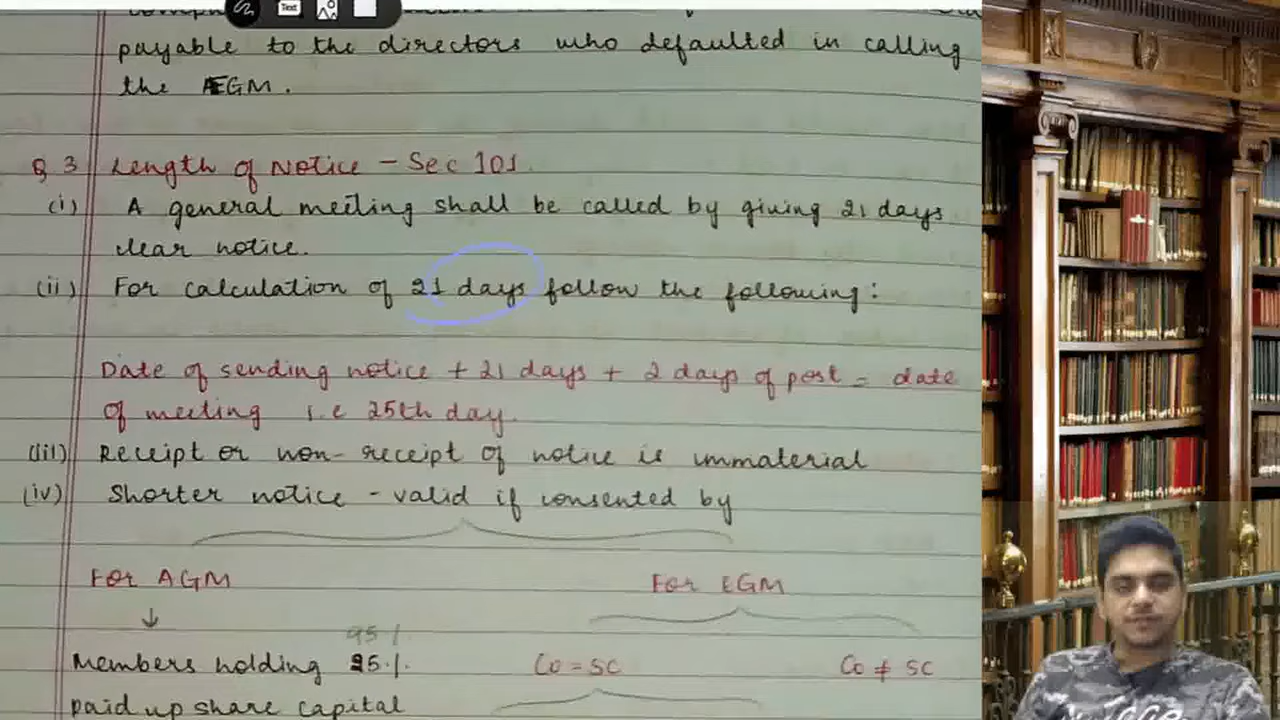 Text
payable to the directors who defaulted in calling
the AEGM.
Q 3 Length of Notice - Sec 101
(i) A general meeting shall be called by giving 21 days
clear notice.
(ii) For calculation of 21 days follow the following:
Date of sending notice + 21 days + 2 days of post = date
of meeting i.e 25th day.
(iii) Receipt or non-receipt of notice is immaterial
(iv) Shorter notice - valid if consented by
For AGM For EGM
95%
Members holding 95%. Co = SC Co ≠ SC
paid up share capital